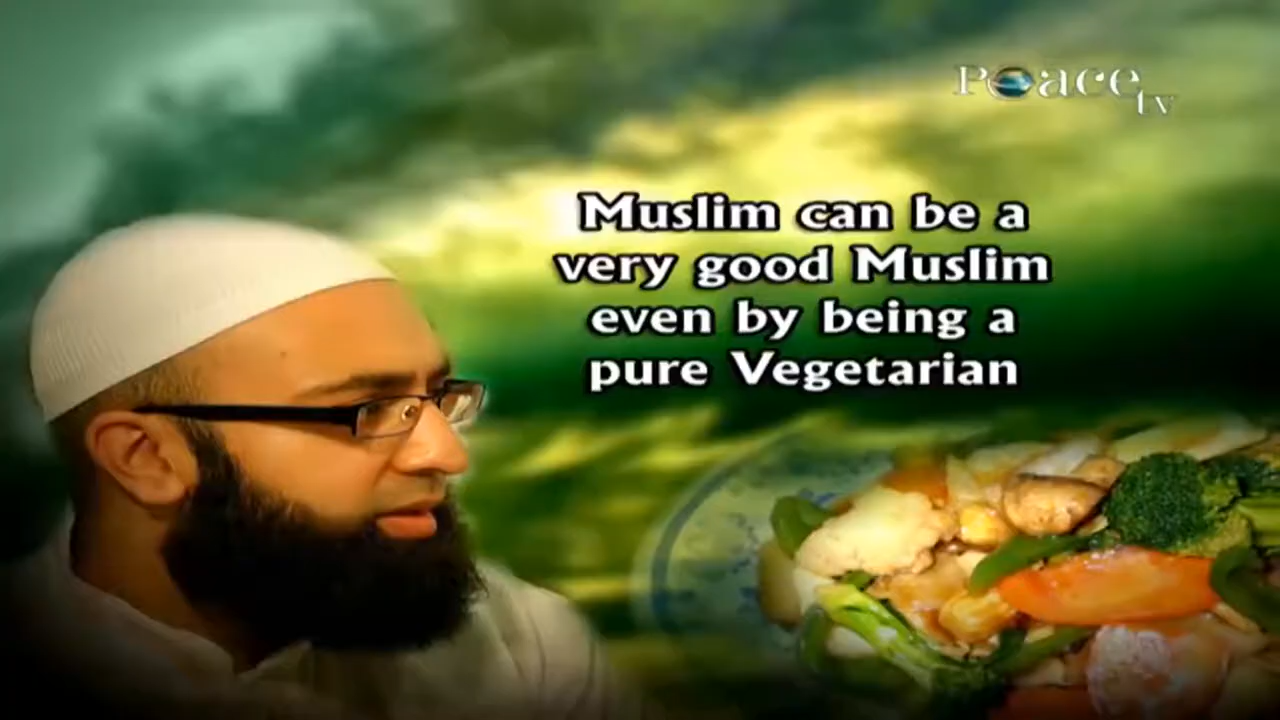 Peace tv
Muslim can be a
very good Muslim
even by being a
pure Vegetarian